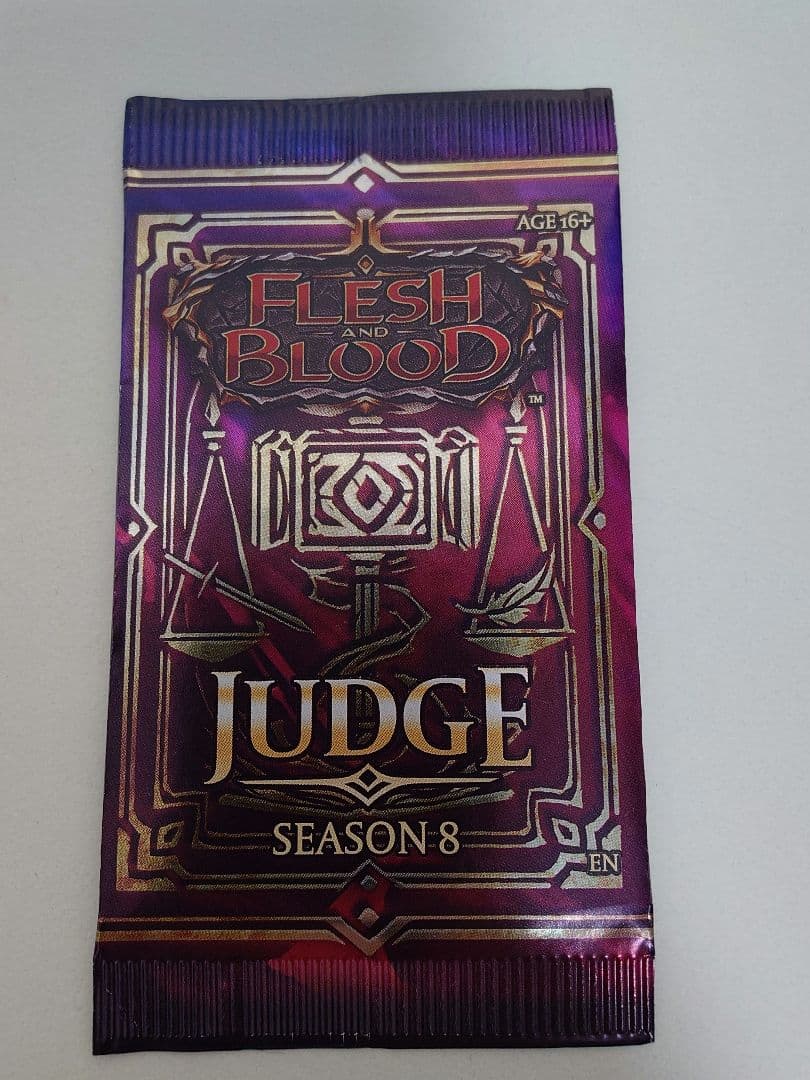 AGE 16+
FLESH
AND
BLOOD
TM
JUDGE
SEASON 8
EN